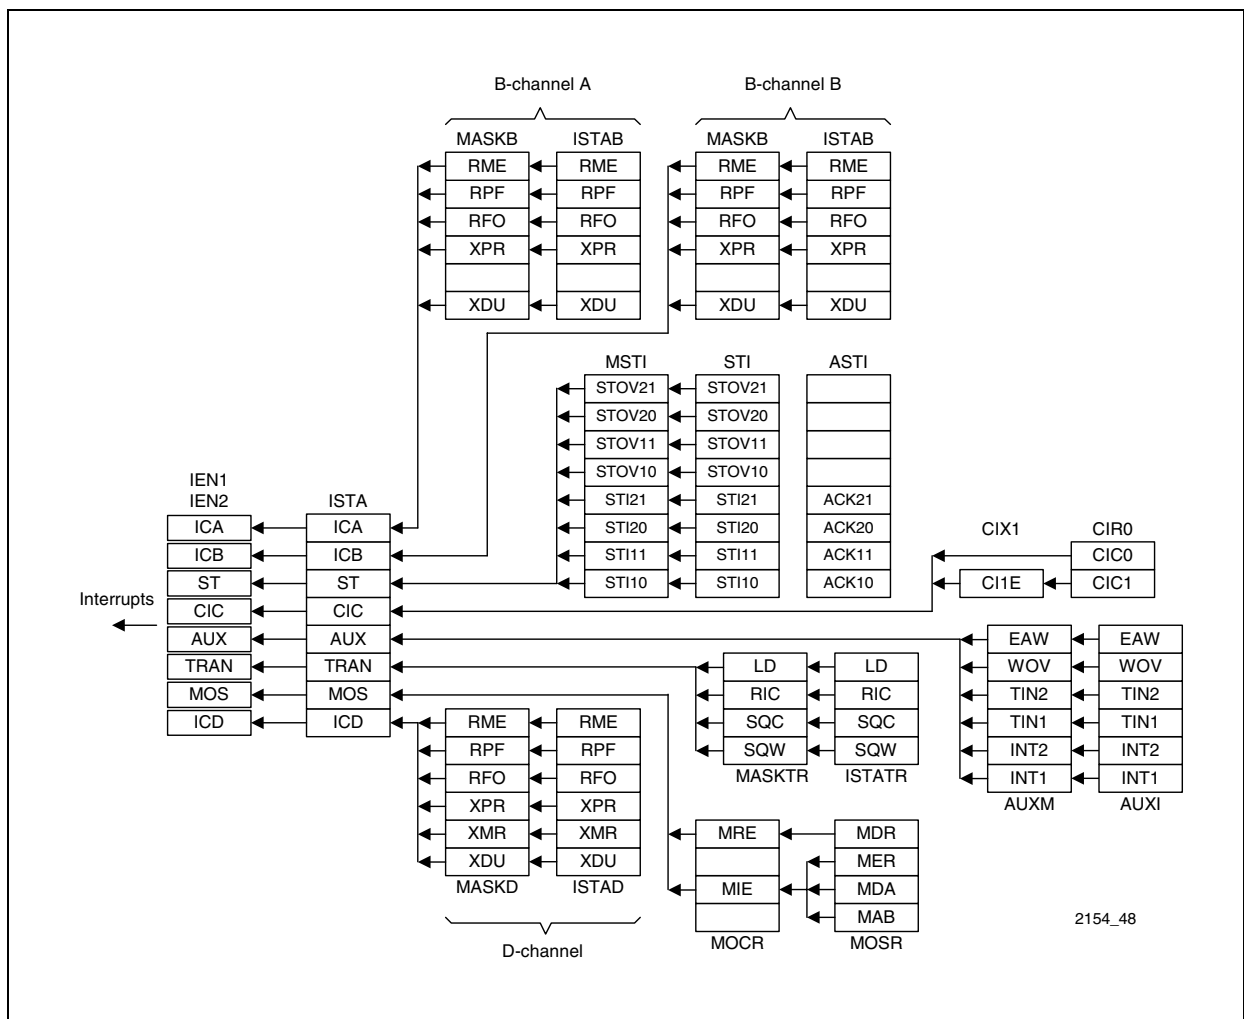 B-channel A
B-channel B
MASKB ISTAB
MASKB ISTAB
RME RME
RPF RPF
RFO RFO
XPR XPR
XDU XDU
RME RME
RPF RPF
RFO RFO
XPR XPR
XDU XDU
MSTI STI ASTI
STOV21 STOV21
STOV20 STOV20
STOV11 STOV11
STOV10 STOV10
STI21 STI21 ACK21
STI20 STI20 ACK20
STI11 STI11 ACK11
STI10 STI10 ACK10
IEN1
IEN2 ISTA
ICA ICA
ICB ICB
ST ST
CIC CIC
AUX AUX
TRAN TRAN
MOS MOS
ICD ICD
Interrupts
CIX1 CIR0
CIC0
CI1E CIC1
EAW EAW
WOV WOV
TIN2 TIN2
TIN1 TIN1
INT2 INT2
INT1 INT1
AUXM AUXI
LD LD
RIC RIC
SQC SQC
SQW SQW
MASKTR ISTATR
RME RME
RPF RPF
RFO RFO
XPR XPR
XMR XMR
XDU XDU
MASKD ISTAD
D-channel
MRE MDR
MER
MIE MDA
MAB
MOCR MOSR
2154_48